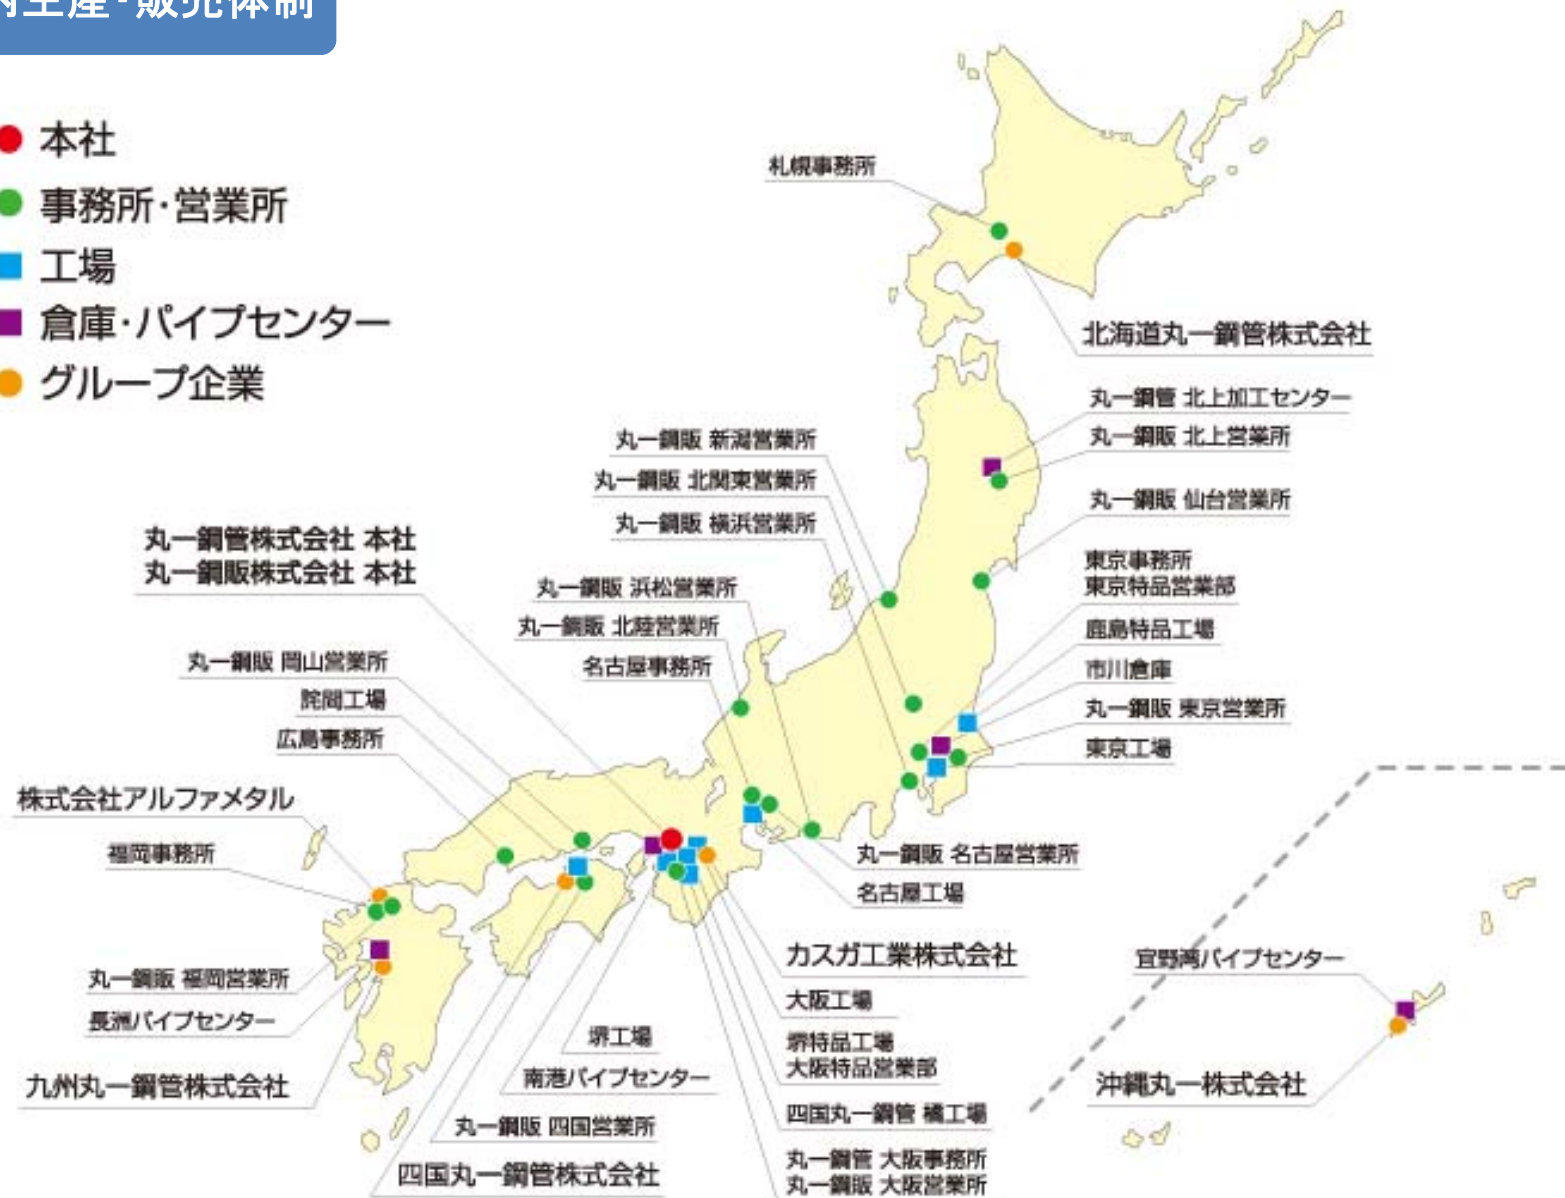 内生産・販売体制
本社
事務所・営業所
工場
倉庫・パイプセンター
グループ企業
札幌事務所
北海道丸一鋼管株式会社
丸一鋼管 北上加工センター
丸一鋼販 北上営業所
丸一鋼販 仙台営業所
東京事務所
東京特品営業部
鹿島特品工場
市川倉庫
丸一鋼販 東京営業所
東京工場
丸一鋼販 新潟営業所
丸一鋼販 北関東営業所
丸一鋼販 横浜営業所
丸一鋼管株式会社 本社
丸一鋼販株式会社 本社
丸一鋼販 浜松営業所
丸一鋼販 北陸営業所
名古屋事務所
丸一鋼販 岡山営業所
詫間工場
広島事務所
株式会社アルファメタル
福岡事務所
丸一鋼販 福岡営業所
長洲パイプセンター
九州丸一鋼管株式会社
丸一鋼販 名古屋営業所
名古屋工場
カスガ工業株式会社
大阪工場
堺特品工場
大阪特品営業部
四国丸一鋼管 橘工場
丸一鋼管 大阪事務所
丸一鋼販 大阪営業所
堺工場
南港パイプセンター
丸一鋼販 四国営業所
四国丸一鋼管株式会社
宜野湾パイプセンター
沖縄丸一株式会社